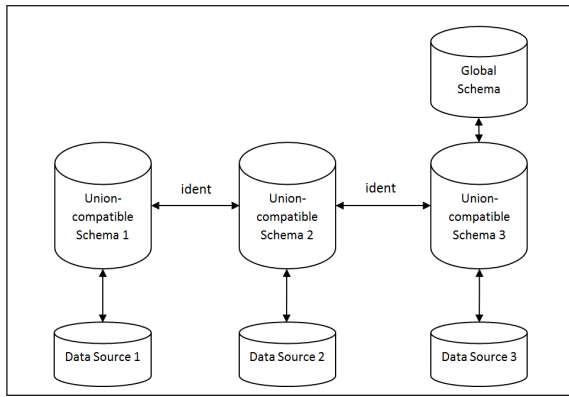 Global
Schema
ident
ident
Union-
compatible
Schema 1
Union-
compatible
Schema 2
Union-
compatible
Schema 3
Data Source 1
Data Source 2
Data Source 3